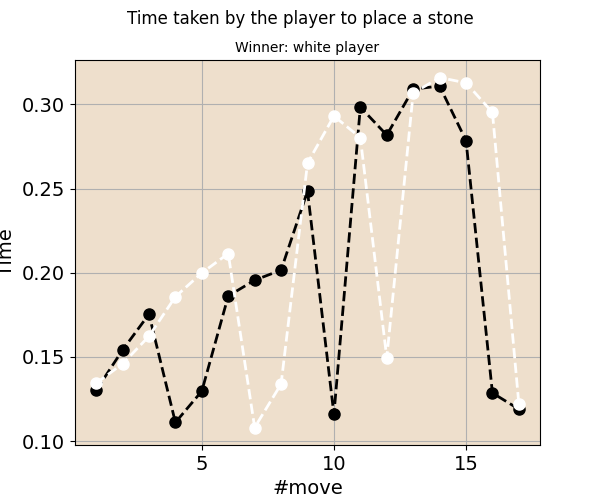 Time taken by the player to place a stone
Winner: white player
0.30
0.25
0.20
0.15
0.10
Time
5 10 15
#move